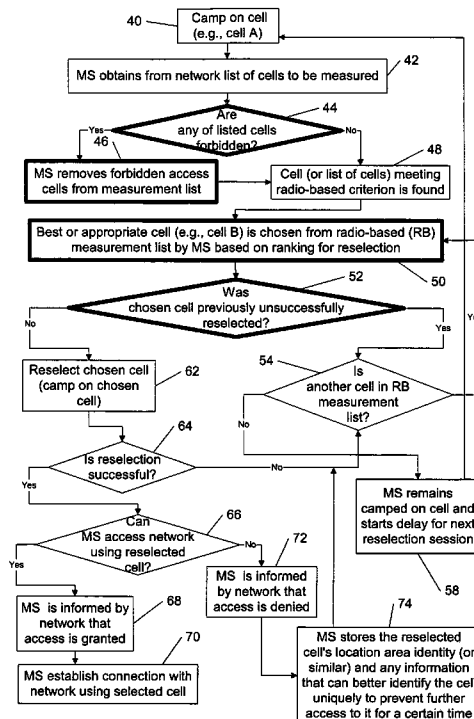 40
Camp on cell
(e.g., cell A)
42
MS obtains from network list of cells to be measured
44
Are
any of listed cells
forbidden?
Yes
No
46
MS removes forbidden access
cells from measurement list
48
Cell (or list of cells) meeting
radio-based criterion is found
Best or appropriate cell (e.g., cell B) is chosen from radio-based (RB)
measurement list by MS based on ranking for reselection
50
52
Was
chosen cell previously unsuccessfully
reselected?
No
Yes
54
Reselect chosen cell
(camp on chosen
cell)
62
Is
another cell in RB
measurement
list?
64
No
Ye
Is reselection
successful?
No
Yes
MS remains
camped on cell and
starts delay for next
reselection session
58
Can
MS access network
using reselected
cell?
66
72
Yes
No
MS is informed by
network that
access is granted
68
MS is informed
by network that
access is denied
74
70
MS establish connection with
network using selected cell
MS stores the reselected
cell's location area identity (or
similar) and any information
that can better identify the cell
uniquely to prevent further
access to it for a certain time